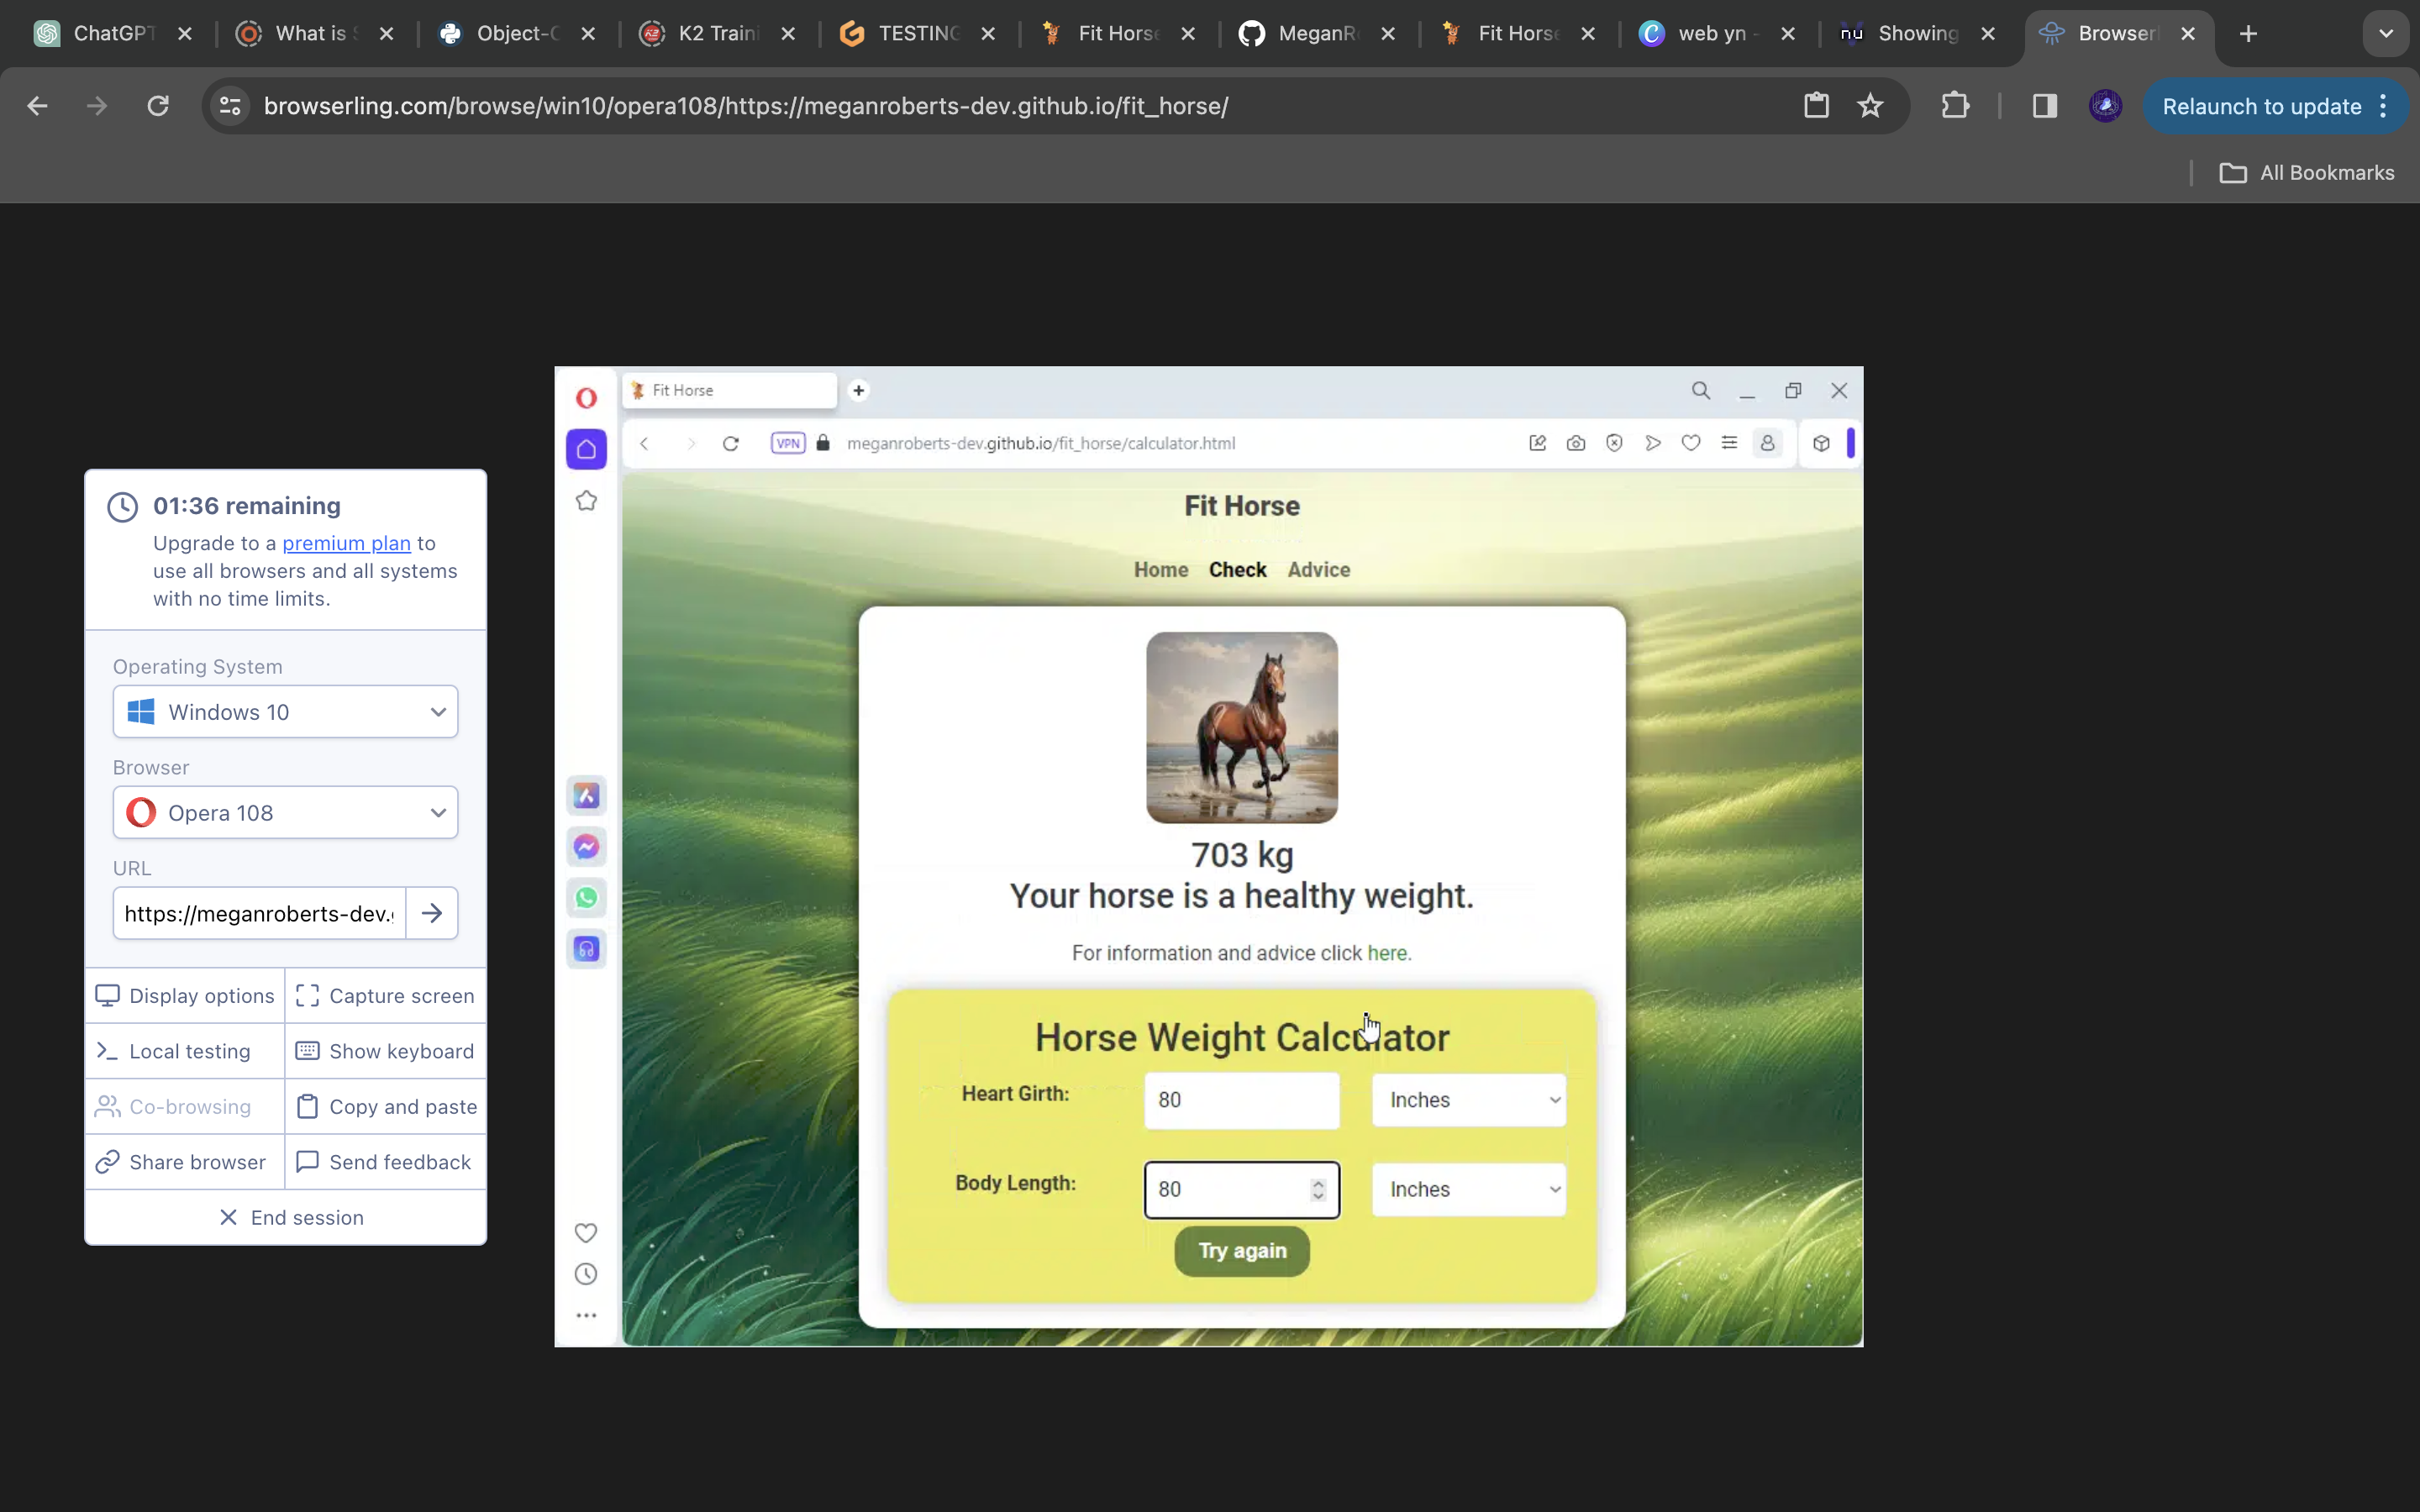 ChatGPT
What is
Object-
K2 Traini
TESTING
Fit Horse
MeganR
Fit Horse
web yn -
Showing
Browserl
browserling.com/browse/win10/opera108/https://meganroberts-dev.github.io/fit_horse/
Relaunch to update
All Bookmarks
Fit Horse
VPN
meganroberts-dev.github.io/fit_horse/calculator.html
01:36 remaining
Upgrade to a premium plan to
use all browsers and all systems
with no time limits.
Operating System
Windows 10
Browser
Opera 108
URL
https://meganroberts-dev.
Display options
Capture screen
Local testing
Show keyboard
Co-browsing
Copy and paste
Share browser
Send feedback
End session
Fit Horse
Home Check Advice
703 kg
Your horse is a healthy weight.
For information and advice click here.
Horse Weight Calculator
Heart Girth: 80 Inches
Body Length: 80 Inches
Try again